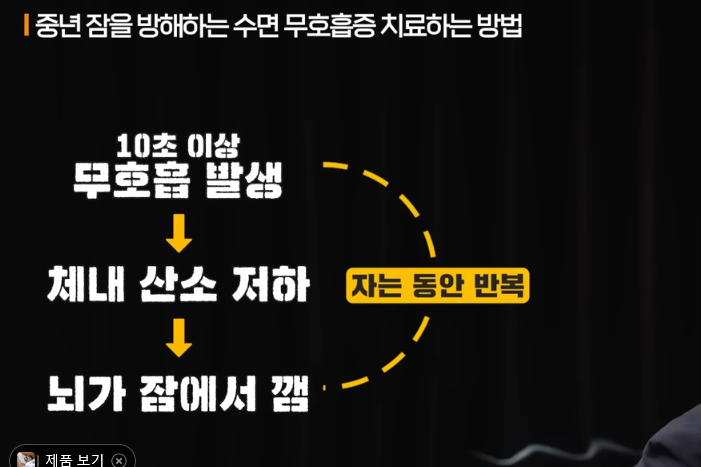 중년 잠을 방해하는 수면 무호흡증 치료하는 방법
10초 이상
무호흡 발생
체내 산소 저하
자는 동안 반복
뇌가 잠에서 깸
제품 보기